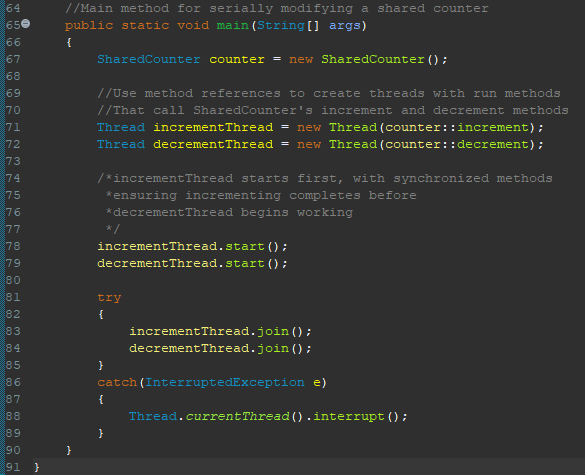 64 //Main method for serially modifying a shared counter
65 public static void main(String[] args)
66 {
67 SharedCounter counter = new SharedCounter();
68
69 //Use method references to create threads with run methods
70 //That call SharedCounter's increment and decrement methods
71 Thread incrementThread = new Thread(counter::increment);
72 Thread decrementThread = new Thread(counter::decrement);
73
74 /*incrementThread starts first, with synchronized methods
75 *ensuring incrementing completes before
76 *decrementThread begins working
77 */
78 incrementThread.start();
79 decrementThread.start();
80
81 try
82 {
83 incrementThread.join();
84 decrementThread.join();
85 }
86 catch(InterruptedException e)
87 {
88 Thread.currentThread().interrupt();
89 }
90 }
91 }